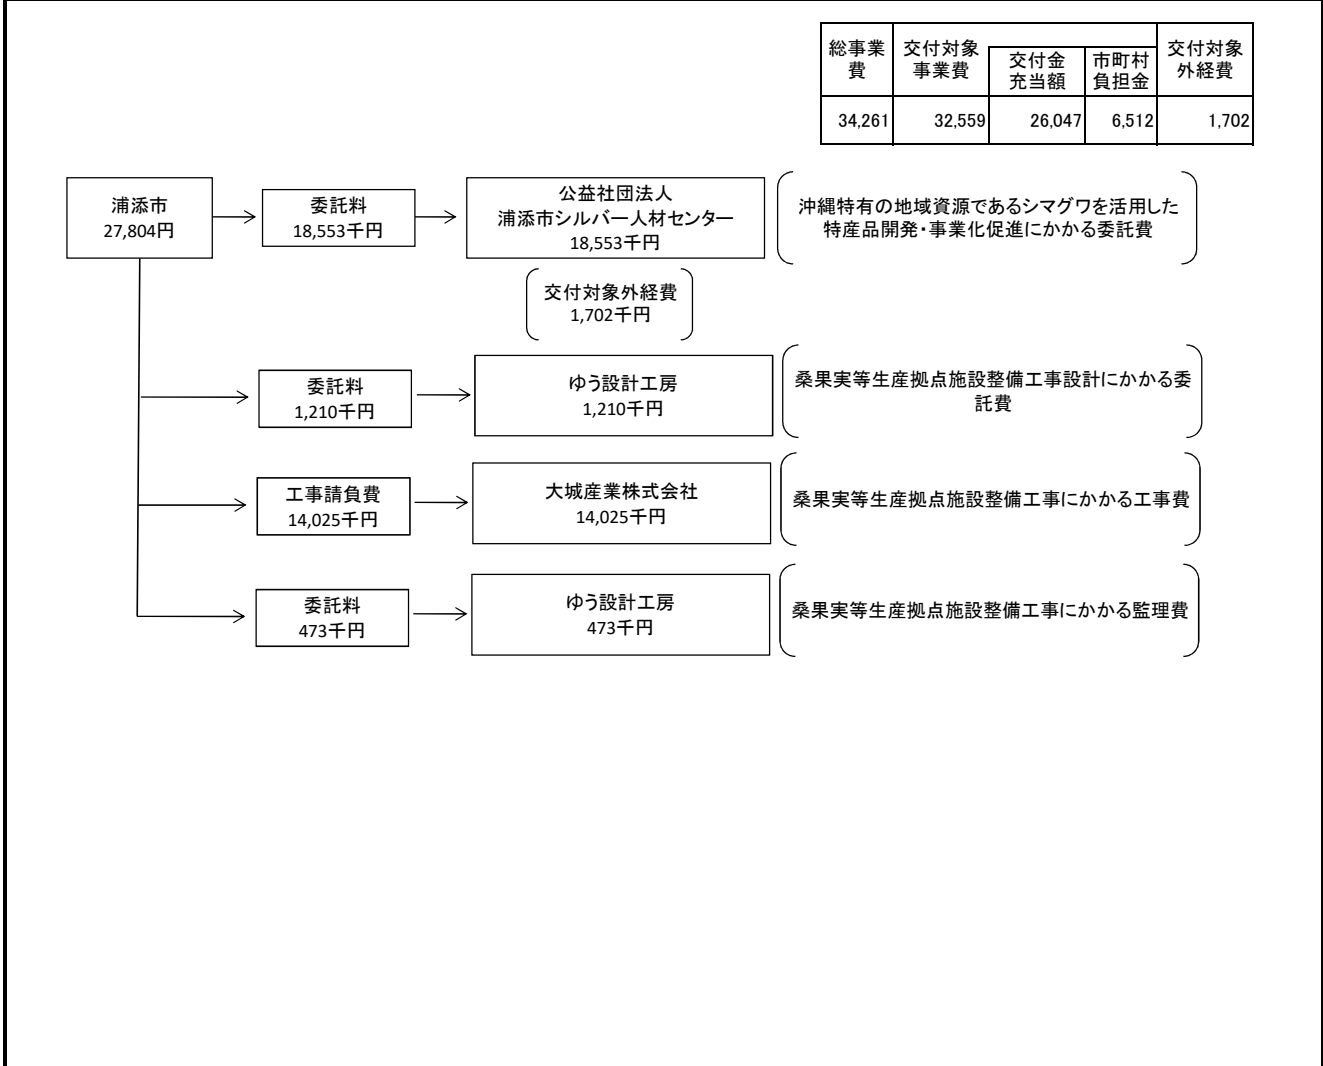 総事業
費
交付対象
事業費
交付金
充当額
市町村
負担金
交付対象
外経費
34,261
32,559
26,047
6,512
1,702
浦添市
27,804円
委託料
18,553千円
公益社団法人
浦添市シルバー人材センター
18,553千円
沖縄特有の地域資源であるシマグワを活用した
特産品開発・事業化促進にかかる委託費
交付対象外経費
1,702千円
委託料
1,210千円
ゆう設計工房
1,210千円
桑果実等生産拠点施設整備工事設計にかかる委
託費
工事請負費
14,025千円
大城産業株式会社
14,025千円
桑果実等生産拠点施設整備工事にかかる工事費
委託料
473千円
ゆう設計工房
473千円
桑果実等生産拠点施設整備工事にかかる監理費